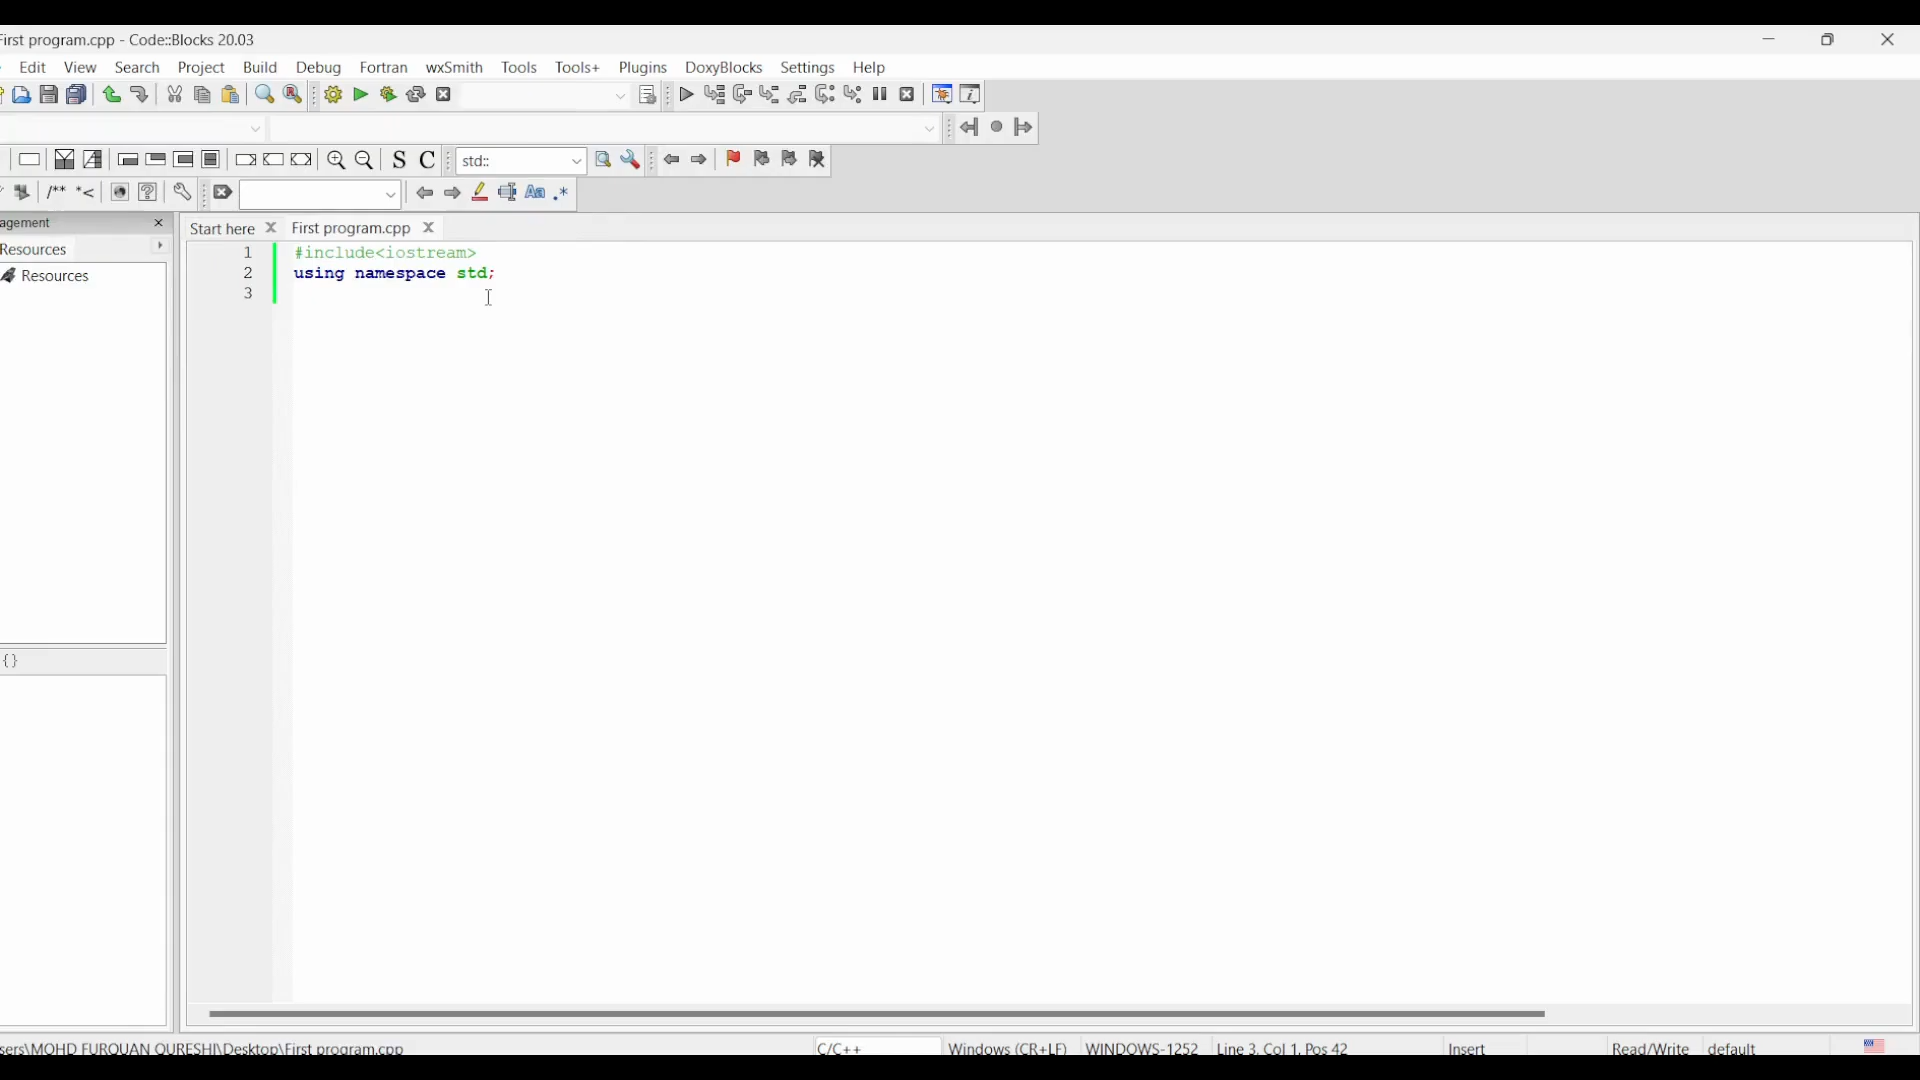 First program.cpp - Code::Blocks 20.03
Edit View Search Project Build Debug Fortran wxSmith Tools Tools+ Plugins DoxyBlocks Settings Help
S C std::
/** *< Aa .*
agement
Resources
Resources
Start here First program.cpp
1 #include<iostream>
2 using namespace std;
3
{}
sers\MOHD FURQUAN QURESHI\Desktop\First program.cpp C/C++ Windows (CR+LF) WINDOWS-1252 Line 3, Col 1, Pos 42 Insert Read/Write default